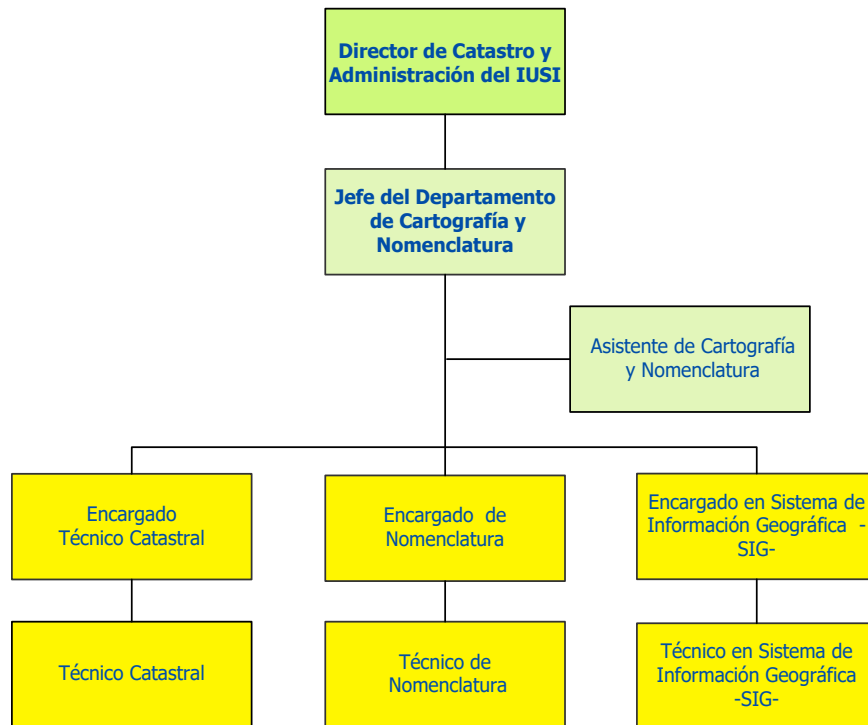 Director de Catastro y
Administración del IUSI
Jefe del Departamento
de Cartografía y
Nomenclatura
Asistente de Cartografía
y Nomenclatura
Encargado
Técnico Catastral
Encargado de
Nomenclatura
Encargado en Sistema de
Información Geográfica -
SIG-
Técnico Catastral
Técnico de
Nomenclatura
Técnico en Sistema de
Información Geográfica
-SIG-